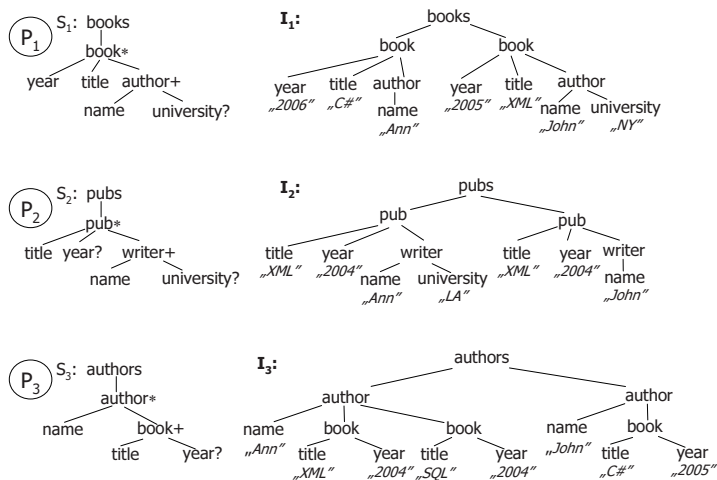 P1 S1: books I1: books
book* book book
year title author+ year title author year title author
„2006” „C#” „2005” „XML”
name university? name name university
„Ann” „John” „NY”
P2 S2: pubs I2: pubs
pub* pub pub
title year? writer+ title year writer title year writer
„XML” „2004” „XML” „2004”
name university? name university name
„Ann” „LA” „John”
P3 S3: authors I3: authors
author* author author
name book+ name book book name book
„Ann” „John”
title year? title year title year title year
„XML” „2004” „SQL” „2004” „C#” „2005”